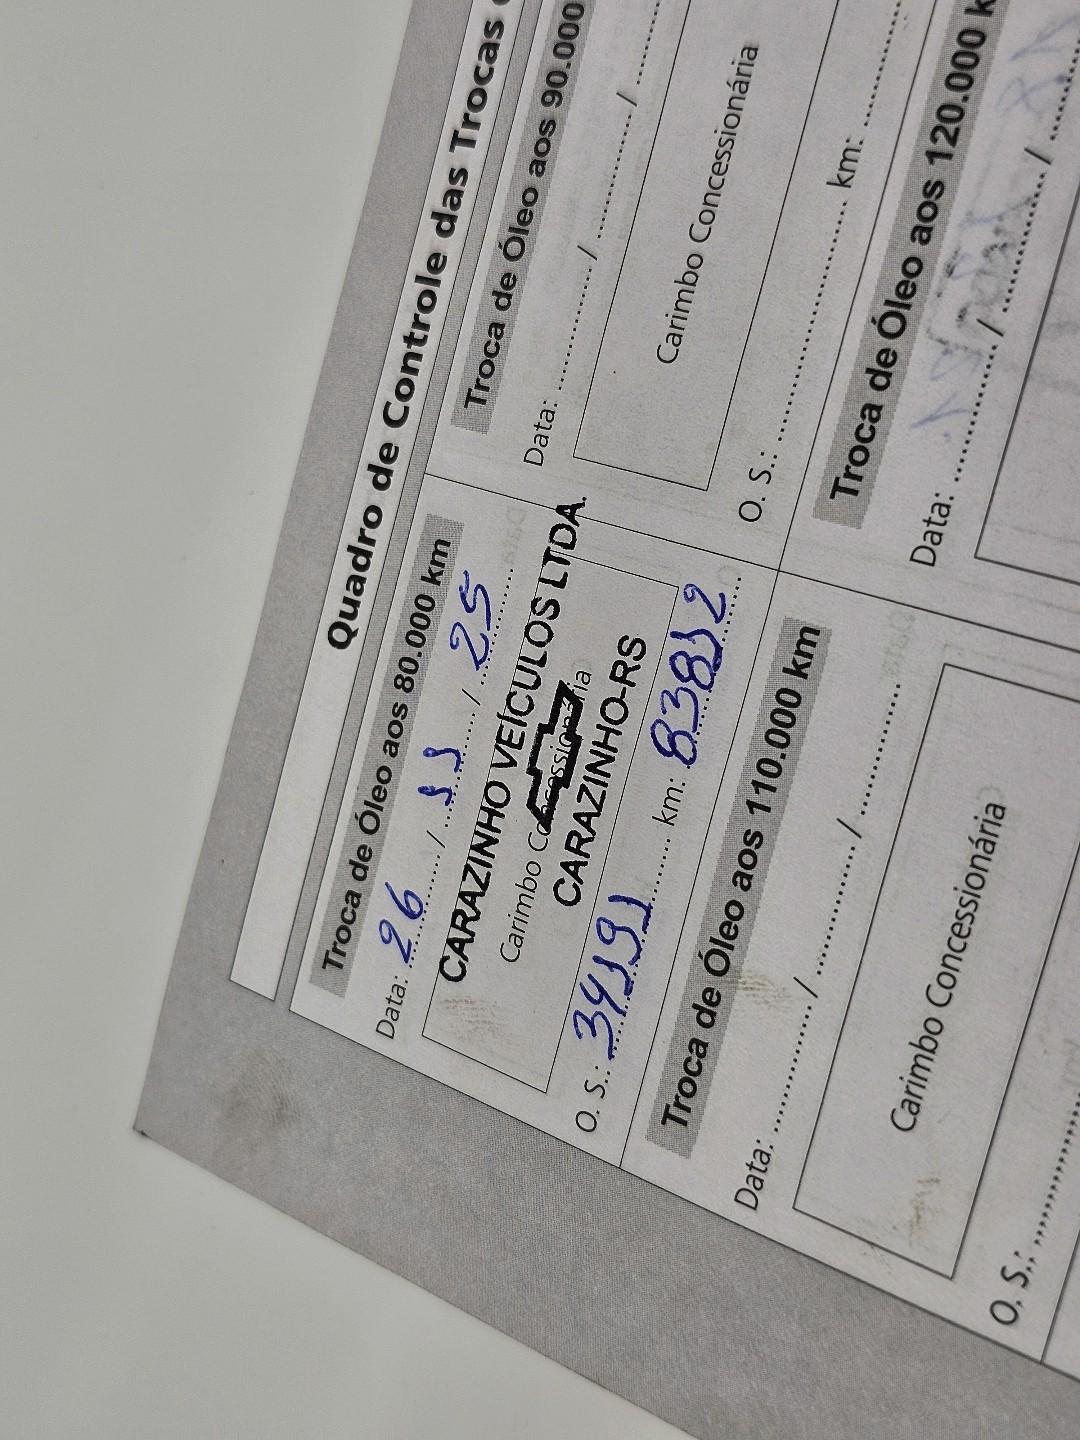 Quadro de Controle das Trocas
Troca de Óleo aos 80.000 km
Data: 26 / 11 / 25
CARAZINHO VEÍCULOS LTDA.
Carimbo Concessionária
CARAZINHO-RS
O. S.: 34191 km: 83812
Troca de Óleo aos 90.000
Data: / /
Carimbo Concessionária
O. S.: km:
Troca de Óleo aos 110.000 km
Data: / /
Carimbo Concessionária
O. S.:
Troca de Óleo aos 120.000 k
Data: / /